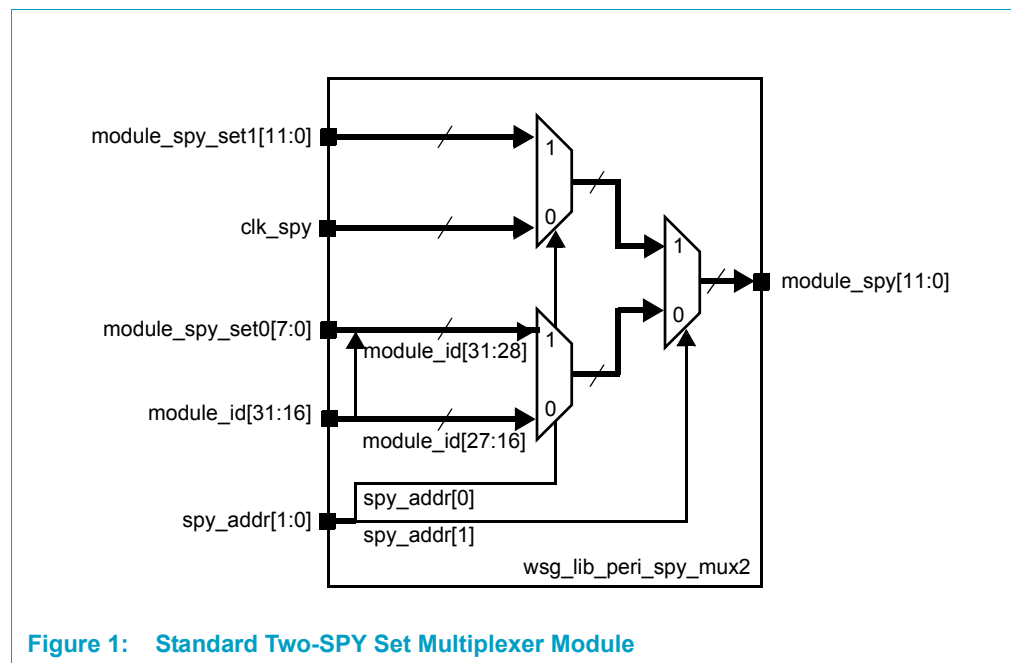 module_spy_set1[11:0]
1
clk_spy
0
1
module_spy[11:0]
module_spy_set0[7:0]
1
0
module_id[31:28]
module_id[31:16]
0
module_id[27:16]
spy_addr[0]
spy_addr[1:0]
spy_addr[1]
wsg_lib_peri_spy_mux2
Figure 1: Standard Two-SPY Set Multiplexer Module